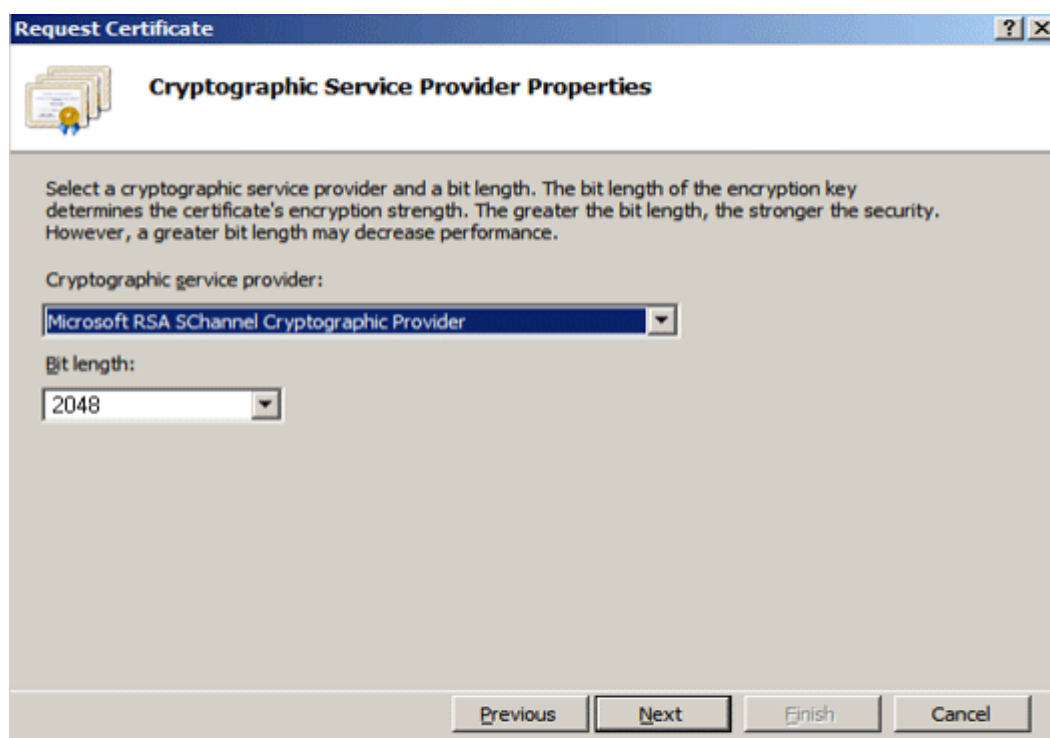 Request Certificate
Cryptographic Service Provider Properties
Select a cryptographic service provider and a bit length. The bit length of the encryption key
determines the certificate's encryption strength. The greater the bit length, the stronger the security.
However, a greater bit length may decrease performance.
Cryptographic service provider:
Microsoft RSA SChannel Cryptographic Provider
Bit length:
2048
Previous
Next
Finish
Cancel